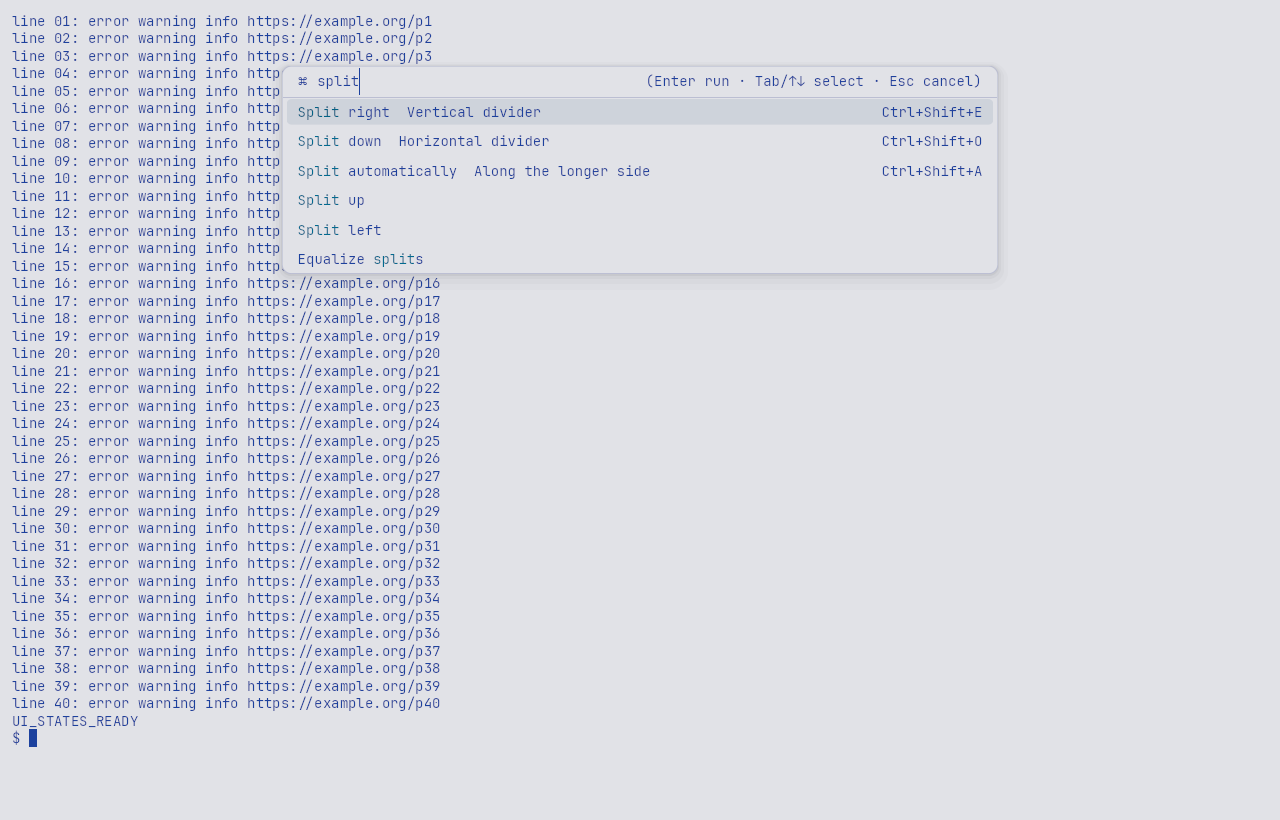 line 01: error warning info https://example.org/p1
line 02: error warning info https://example.org/p2
line 03: error warning info https://example.org/p3
line 04: error warning info http
line 05: error warning info http
line 06: error warning info http
line 07: error warning info http
line 08: error warning info http
line 09: error warning info http
line 10: error warning info http
line 11: error warning info http
line 12: error warning info http
line 13: error warning info http
line 14: error warning info http
line 15: error warning info http
⌘ split (Enter run · Tab/↑↓ select · Esc cancel)
Split right  Vertical divider Ctrl+Shift+E
Split down  Horizontal divider Ctrl+Shift+O
Split automatically  Along the longer side Ctrl+Shift+A
Split up
Split left
Equalize splits
line 16: error warning info https://example.org/p16
line 17: error warning info https://example.org/p17
line 18: error warning info https://example.org/p18
line 19: error warning info https://example.org/p19
line 20: error warning info https://example.org/p20
line 21: error warning info https://example.org/p21
line 22: error warning info https://example.org/p22
line 23: error warning info https://example.org/p23
line 24: error warning info https://example.org/p24
line 25: error warning info https://example.org/p25
line 26: error warning info https://example.org/p26
line 27: error warning info https://example.org/p27
line 28: error warning info https://example.org/p28
line 29: error warning info https://example.org/p29
line 30: error warning info https://example.org/p30
line 31: error warning info https://example.org/p31
line 32: error warning info https://example.org/p32
line 33: error warning info https://example.org/p33
line 34: error warning info https://example.org/p34
line 35: error warning info https://example.org/p35
line 36: error warning info https://example.org/p36
line 37: error warning info https://example.org/p37
line 38: error warning info https://example.org/p38
line 39: error warning info https://example.org/p39
line 40: error warning info https://example.org/p40
UI_STATES_READY
$